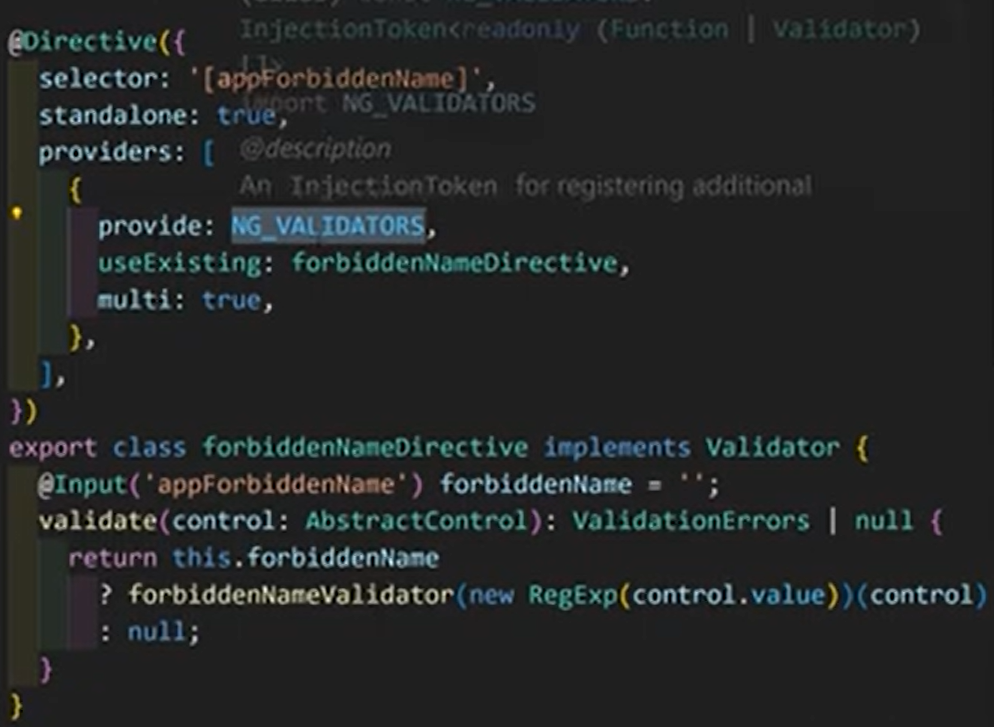 InjectionToken<readonly (Function | Validator)
@Directive({
[]>
selector: '[appForbiddenName]',
import NG_VALIDATORS
standalone: true,
providers: [
@description
An InjectionToken for registering additional
{
provide: NG_VALIDATORS,
useExisting: forbiddenNameDirective,
multi: true,
},
],
})
export class forbiddenNameDirective implements Validator {
@Input('appForbiddenName') forbiddenName = '';
validate(control: AbstractControl): ValidationErrors | null {
return this.forbiddenName
? forbiddenNameValidator(new RegExp(control.value))(control)
: null;
}
}